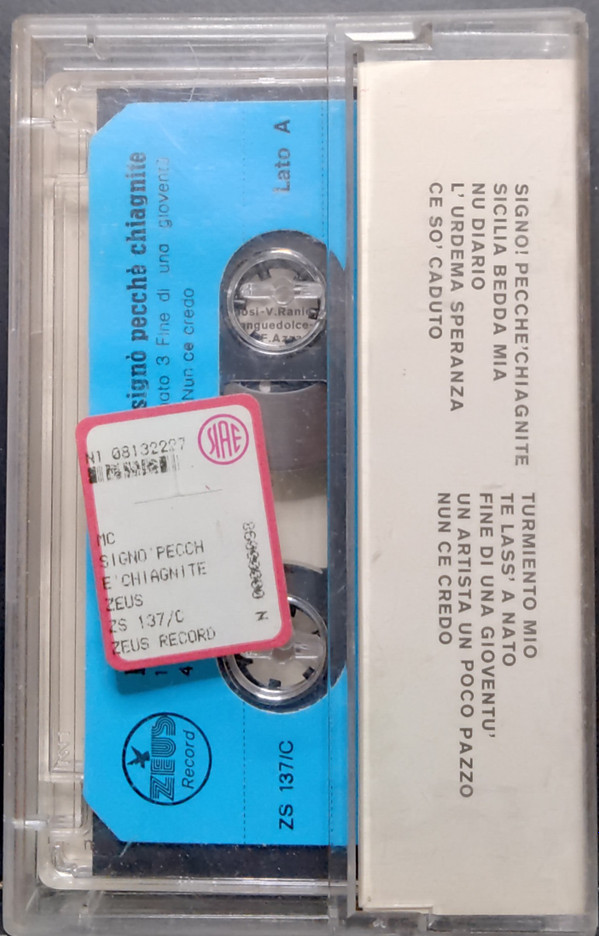 signò pecchè chiagnite
3 Fine di una gioventù
Nun ce credo
Lato A
ZS 137/C
ZEUS
Record
SIAE
N1 08132227
MC
SIGNO'PECCH
E'CHIAGNITE
ZEUS
ZS 137/C
ZEUS RECORD
N
SIGNO! PECCHE'CHIAGNITE
SICILIA BEDDA MIA
NU DIARIO
L'URDEMA SPERANZA
CE SO' CADUTO
TURMIENTO MIO
TE LASS' A NATO
FINE DI UNA GIOVENTU'
UN ARTISTA UN POCO PAZZO
NUN CE CREDO